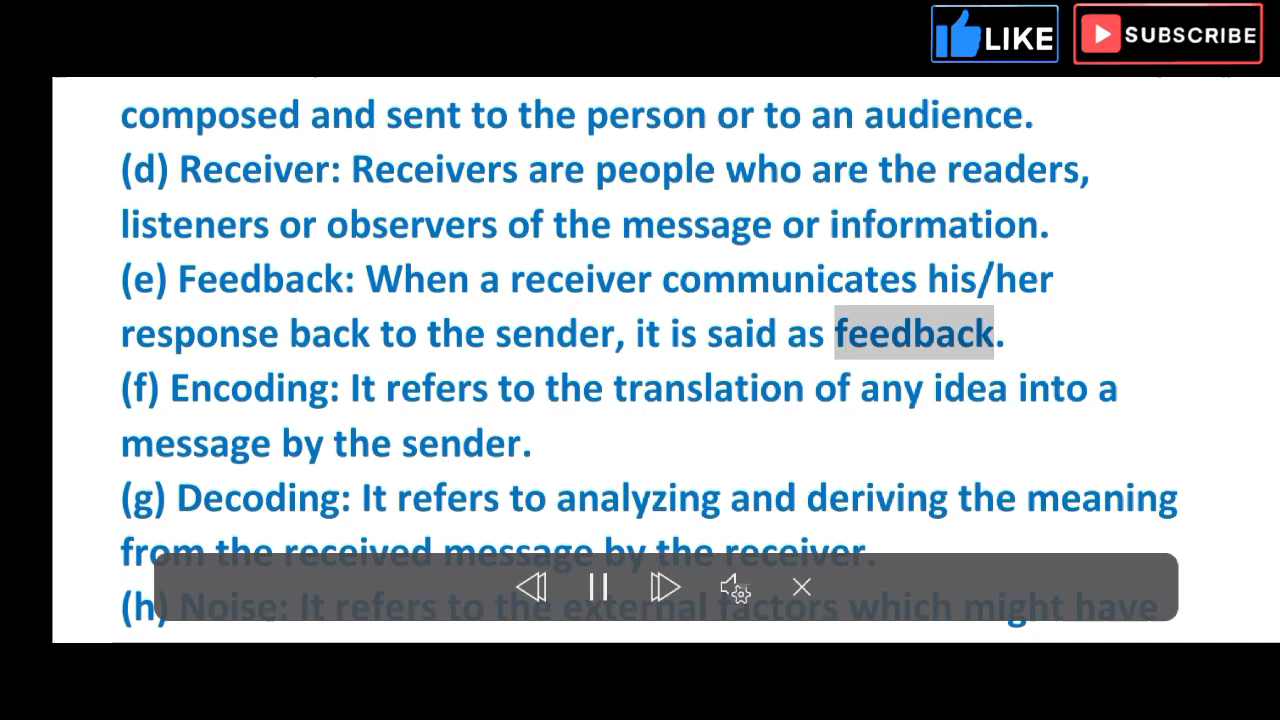 LIKE
SUBSCRIBE
composed and sent to the person or to an audience.
(d) Receiver: Receivers are people who are the readers,
listeners or observers of the message or information.
(e) Feedback: When a receiver communicates his/her
response back to the sender, it is said as feedback.
(f) Encoding: It refers to the translation of any idea into a
message by the sender.
(g) Decoding: It refers to analyzing and deriving the meaning
from the received message by the receiver.
(h) Noise: It refers to the external factors which might have